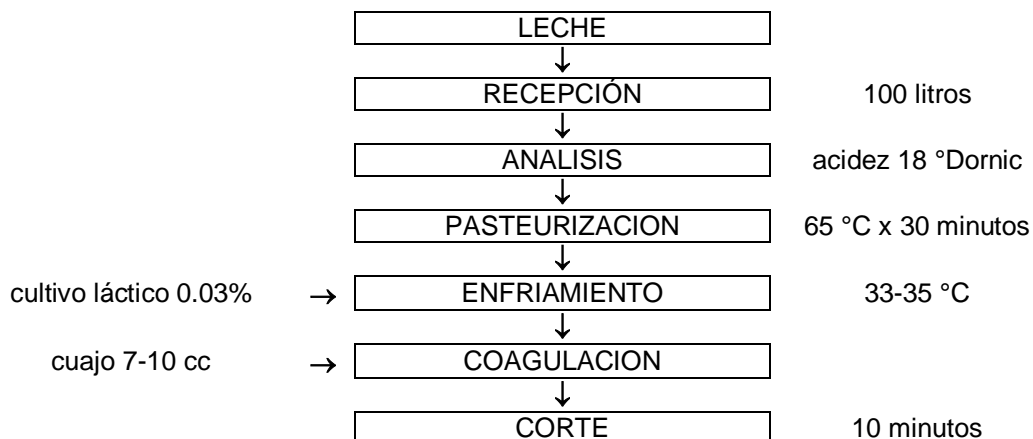 LECHE
↓
RECEPCIÓN 100 litros
↓
ANALISIS acidez 18 °Dornic
↓
PASTEURIZACION 65 °C x 30 minutos
↓
cultivo láctico 0.03% → ENFRIAMIENTO 33-35 °C
↓
cuajo 7-10 cc → COAGULACION
↓
CORTE 10 minutos